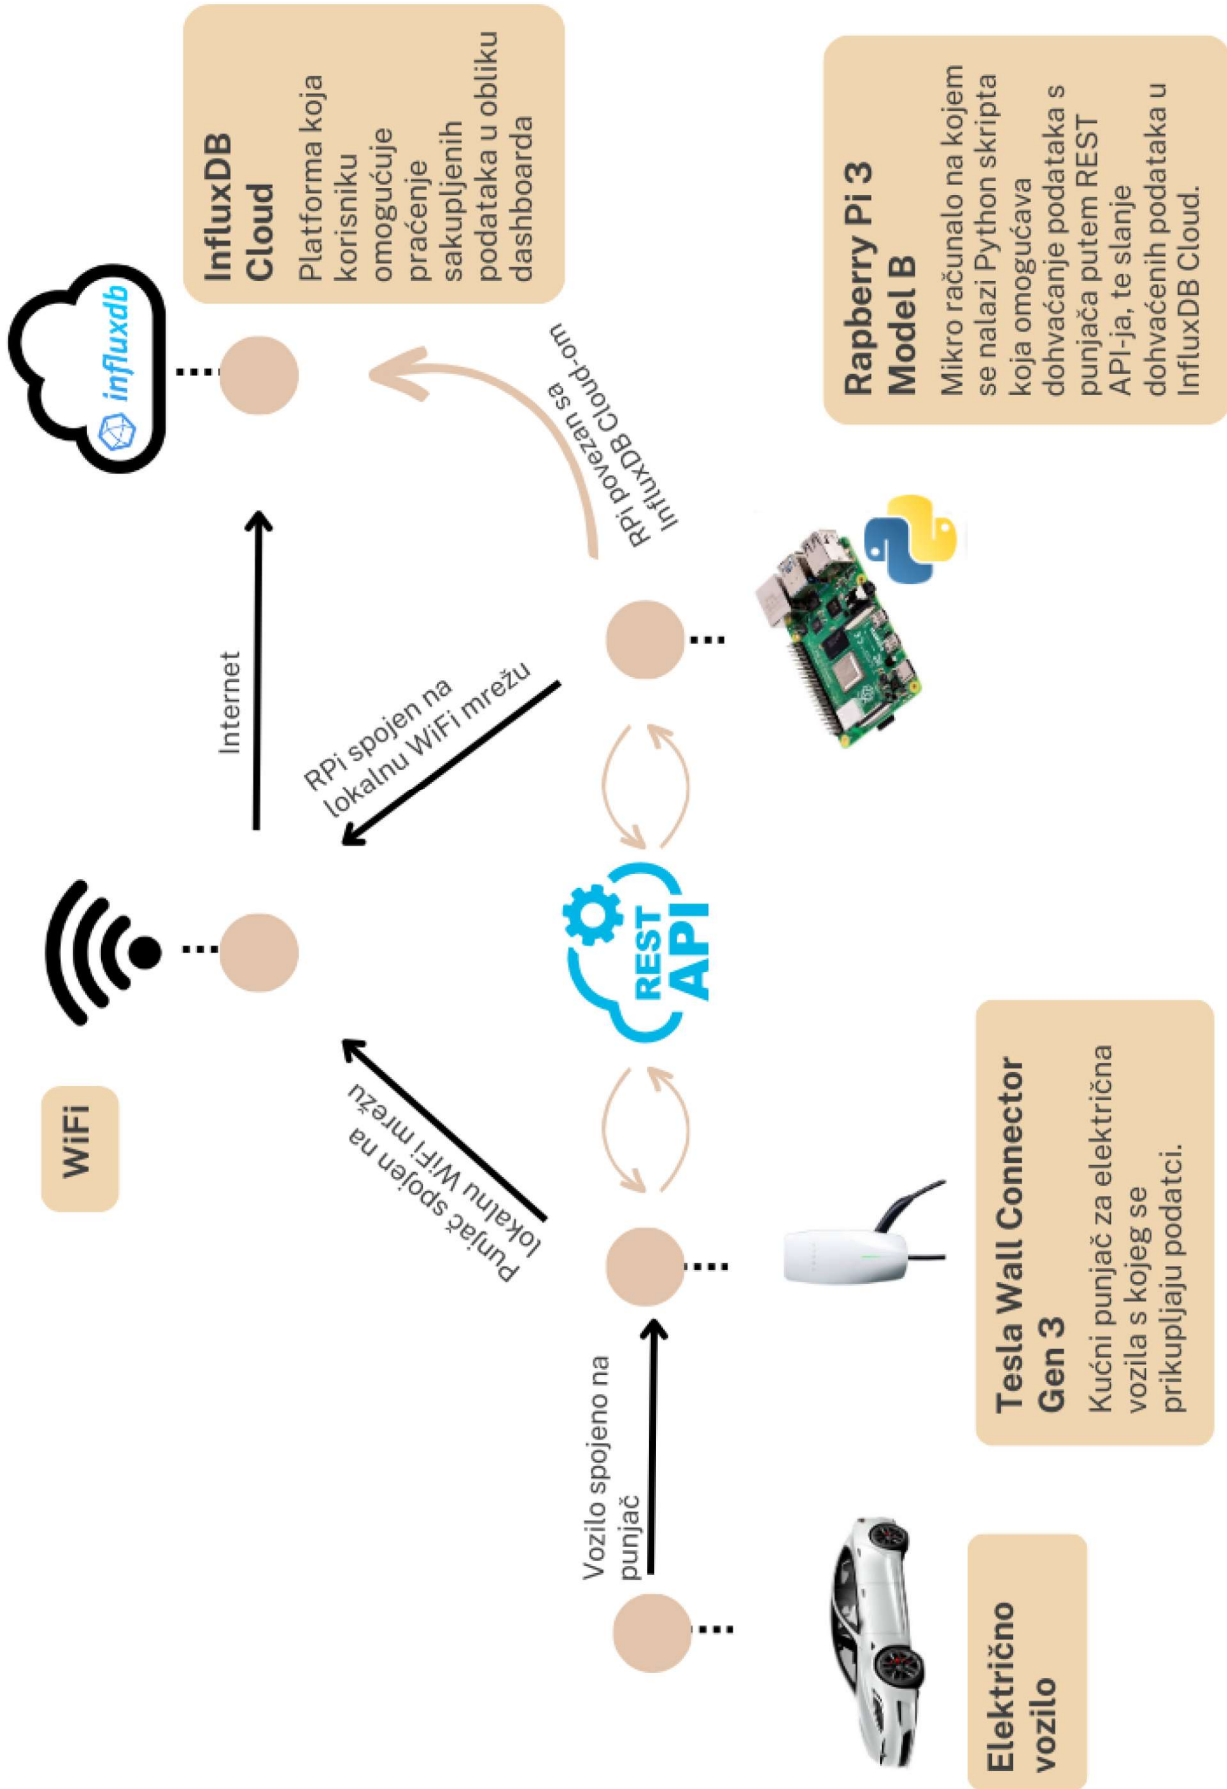 WiFi
influxdb
Internet
InfluxDB
Cloud
Platforma koja
korisniku
omogućuje
praćenje
sakupljenih
podataka u obliku
dashboarda
Punjač spojen na
lokalnu WiFi mrežu
RPi spojen na
lokalnu WiFi mrežu
RPi povezan sa
InfluxDB Cloud-om
Vozilo spojeno na
punjač
REST
API
Električno
vozilo
Tesla Wall Connector
Gen 3
Kućni punjač za električna
vozila s kojeg se
prikupljaju podatci.
Rapberry Pi 3
Model B
Mikro računalo na kojem
se nalazi Python skripta
koja omogućava
dohvaćanje podataka s
punjača putem REST
API-ja, te slanje
dohvaćenih podataka u
InfluxDB Cloud.